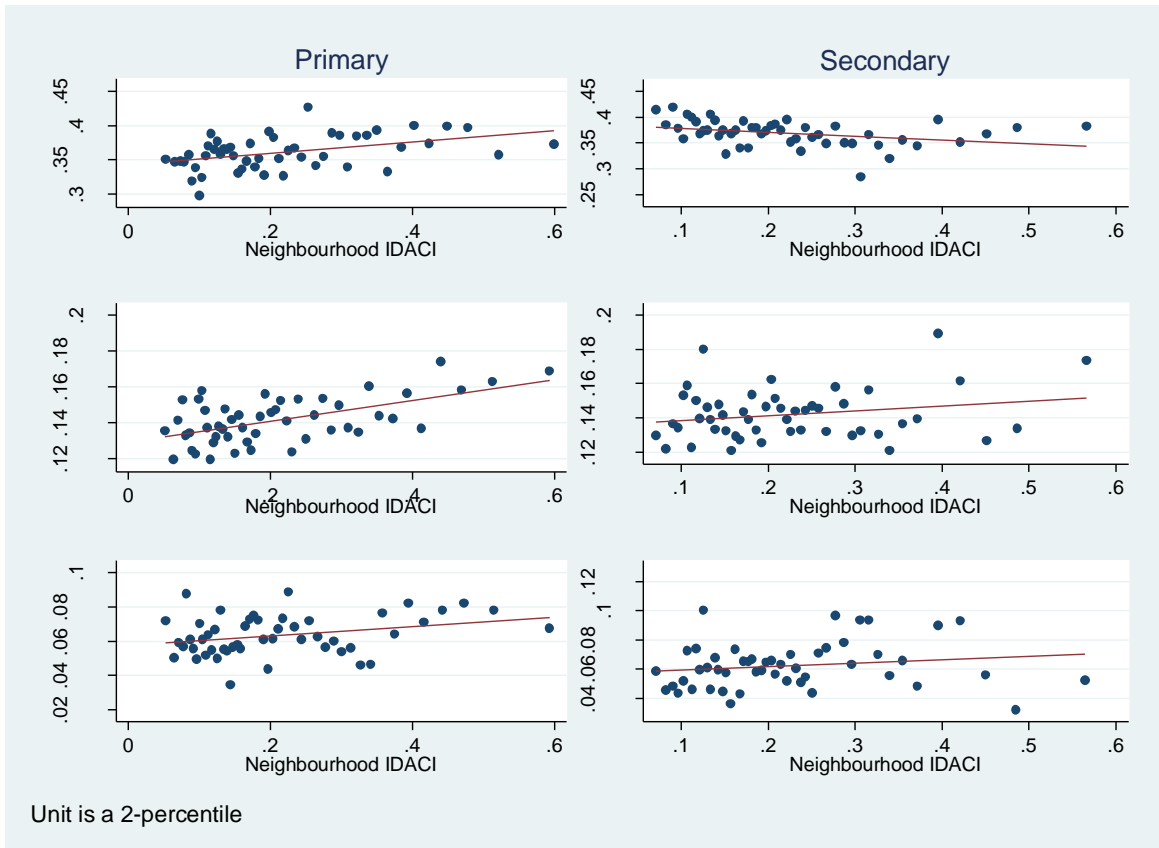 Primary
Secondary
.3 .35 .4 .45
0 .2 .4 .6
Neighbourhood IDACI
.25 .3 .35 .4 .45
.1 .2 .3 .4 .5 .6
Neighbourhood IDACI
.12 .14 .16 .18 .2
0 .2 .4 .6
Neighbourhood IDACI
.12 .14 .16 .18 .2
.1 .2 .3 .4 .5 .6
Neighbourhood IDACI
.02 .04 .06 .08 .1
0 .2 .4 .6
Neighbourhood IDACI
.04 .06 .08 .1 .12
.1 .2 .3 .4 .5 .6
Neighbourhood IDACI
Unit is a 2-percentile